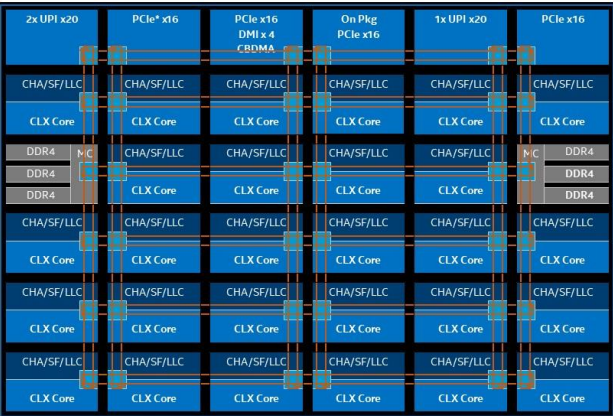 2x UPI x20 PCIe* x16 PCIe x16 On Pkg 1x UPI x20 PCIe x16
DMI x 4 PCIe x16
CBDMA
CHA/SF/LLC CHA/SF/LLC CHA/SF/LLC CHA/SF/LLC CHA/SF/LLC CHA/SF/LLC
CLX Core CLX Core CLX Core CLX Core CLX Core CLX Core
DDR4 MC CHA/SF/LLC CHA/SF/LLC CHA/SF/LLC CHA/SF/LLC MC DDR4
DDR4 DDR4
DDR4 CLX Core CLX Core CLX Core CLX Core DDR4
CHA/SF/LLC CHA/SF/LLC CHA/SF/LLC CHA/SF/LLC CHA/SF/LLC CHA/SF/LLC
CLX Core CLX Core CLX Core CLX Core CLX Core CLX Core
CHA/SF/LLC CHA/SF/LLC CHA/SF/LLC CHA/SF/LLC CHA/SF/LLC CHA/SF/LLC
CLX Core CLX Core CLX Core CLX Core CLX Core CLX Core
CHA/SF/LLC CHA/SF/LLC CHA/SF/LLC CHA/SF/LLC CHA/SF/LLC CHA/SF/LLC
CLX Core CLX Core CLX Core CLX Core CLX Core CLX Core